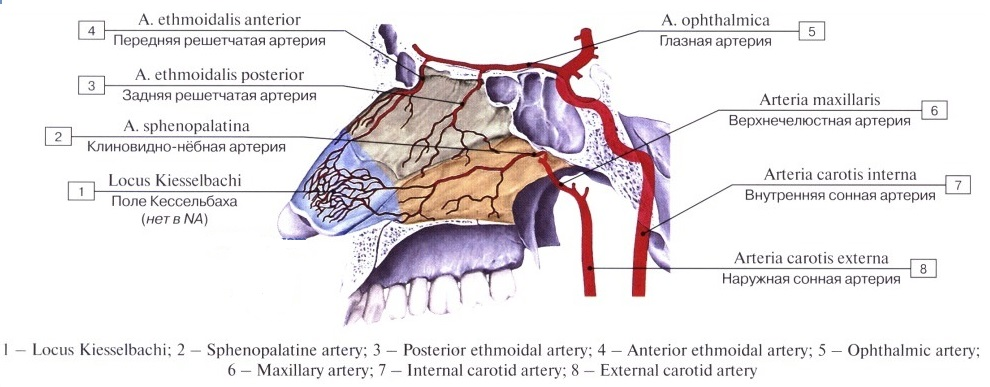 4
A. ethmoidalis anterior
Передняя решетчатая артерия
A. ophthalmica
Глазная артерия
5
3
A. ethmoidalis posterior
Задняя решетчатая артерия
Arteria maxillaris
Верхнечелюстная артерия
6
2
A. sphenopalatina
Клиновидно-нёбная артерия
1
Locus Kiesselbachi
Поле Кессельбаха
(нет в NA)
Arteria carotis interna
Внутренняя сонная артерия
7
Arteria carotis externa
Наружная сонная артерия
8
1 — Locus Kiesselbachi; 2 — Sphenopalatine artery; 3 — Posterior ethmoidal artery; 4 — Anterior ethmoidal artery; 5 — Ophthalmic artery;
6 — Maxillary artery; 7 — Internal carotid artery; 8 — External carotid artery